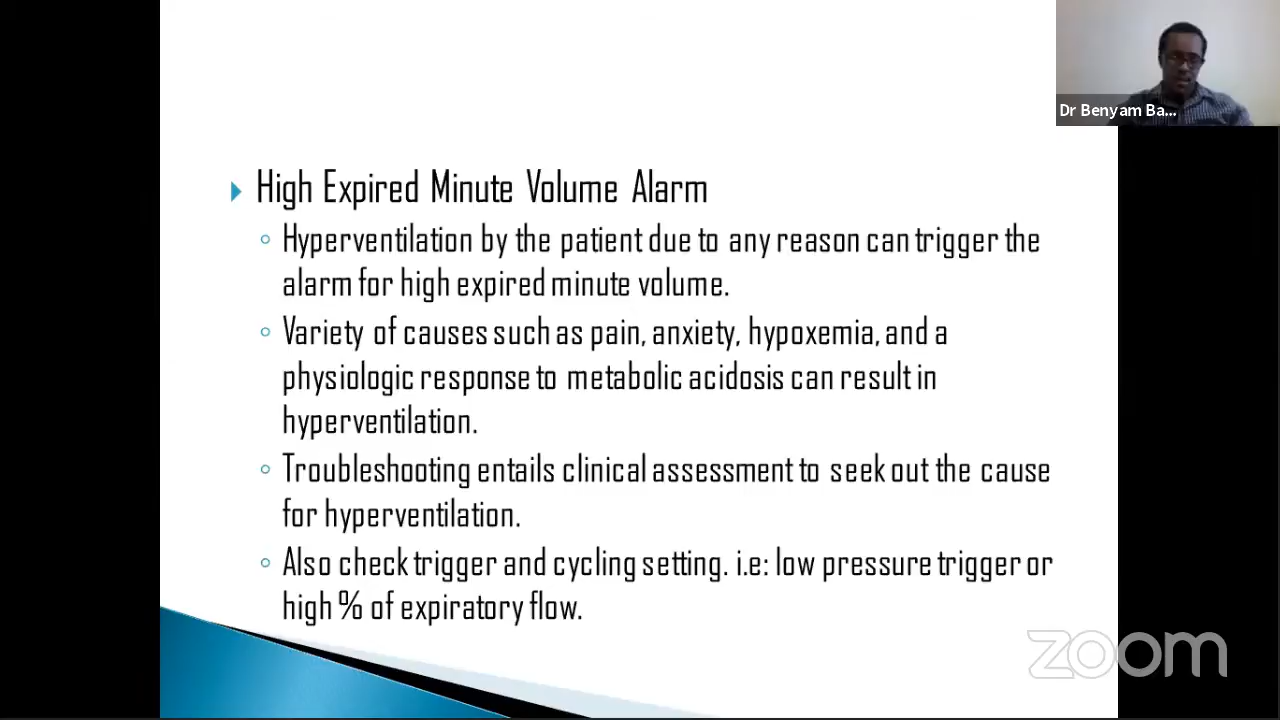 Dr Benyam Ba...
High Expired Minute Volume Alarm
Hyperventilation by the patient due to any reason can trigger the
alarm for high expired minute volume.
Variety of causes such as pain, anxiety, hypoxemia, and a
physiologic response to metabolic acidosis can result in
hyperventilation.
Troubleshooting entails clinical assessment to seek out the cause
for hyperventilation.
Also check trigger and cycling setting. i.e: low pressure trigger or
high % of expiratory flow.
zoom